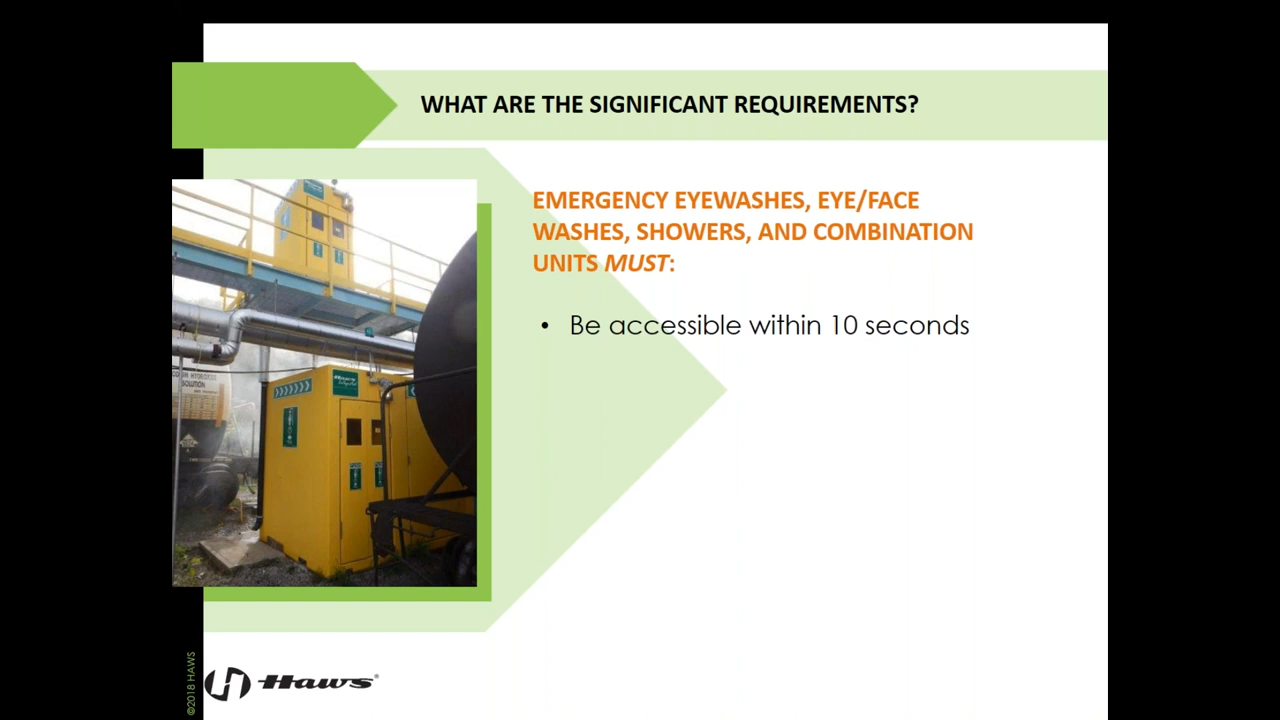 WHAT ARE THE SIGNIFICANT REQUIREMENTS?
EMERGENCY EYEWASHES, EYE/FACE
WASHES, SHOWERS, AND COMBINATION
UNITS MUST:
• Be accessible within 10 seconds
SOLUTION
©2018 HAWS
Haws®